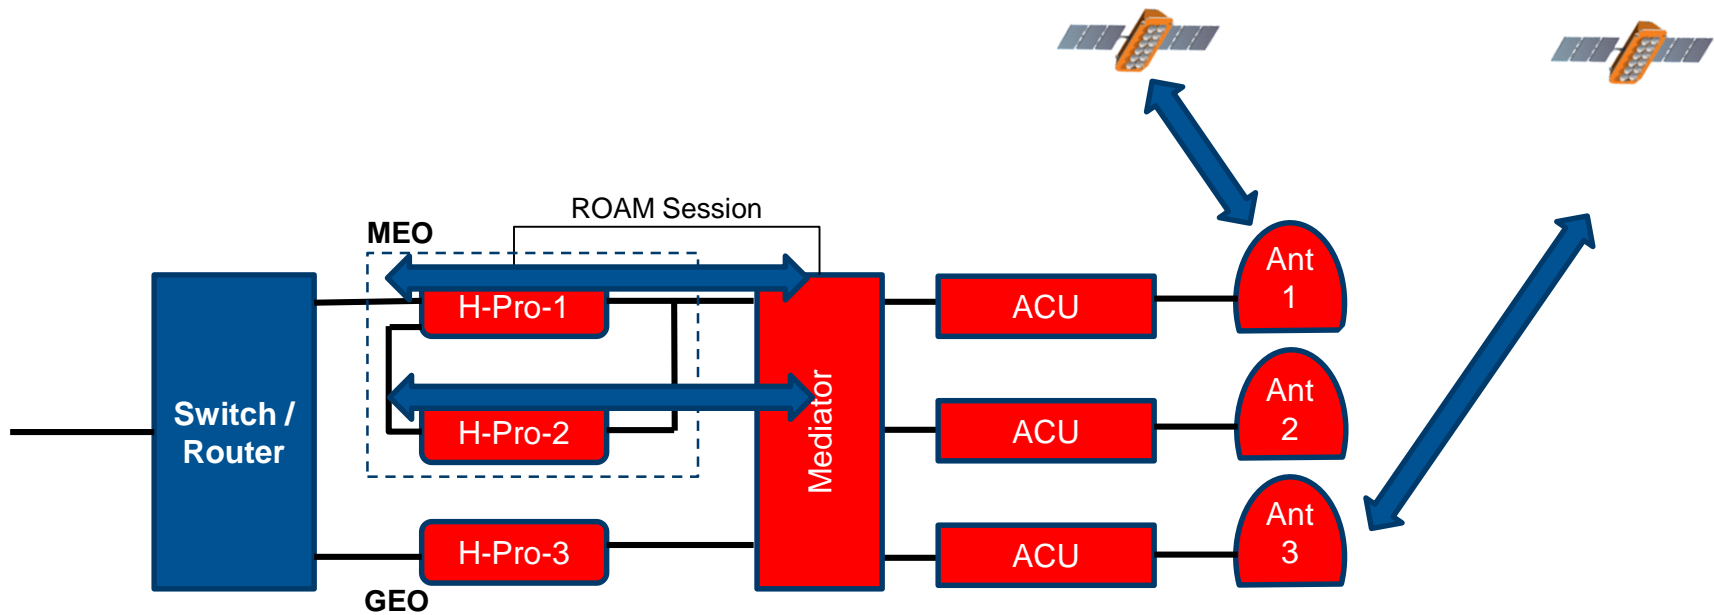 ROAM Session
MEO
H-Pro-1
H-Pro-2
Switch /
Router
H-Pro-3
GEO
Mediator
ACU
Ant
1
ACU
Ant
2
ACU
Ant
3